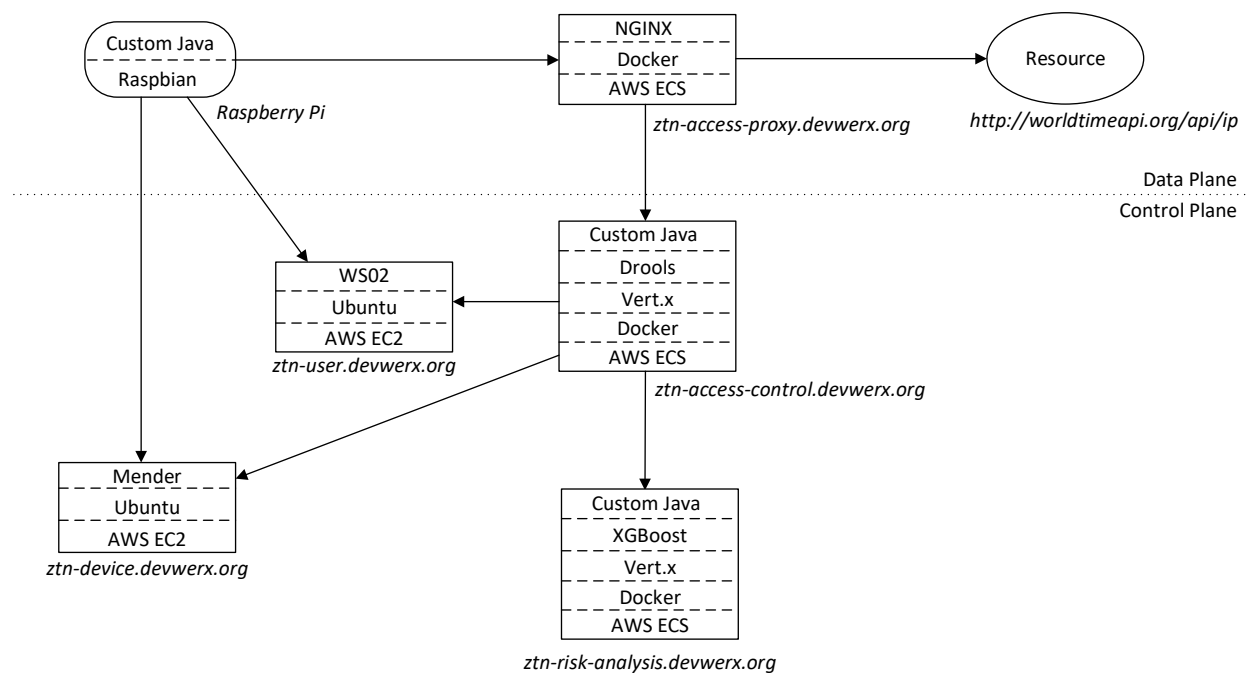 Custom Java
Raspbian
Raspberry Pi
NGINX
Docker
AWS ECS
ztn-access-proxy.devwerx.org
Resource
http://worldtimeapi.org/api/ip
Data Plane
Control Plane
WS02
Ubuntu
AWS EC2
ztn-user.devwerx.org
Custom Java
Drools
Vert.x
Docker
AWS ECS
ztn-access-control.devwerx.org
Mender
Ubuntu
AWS EC2
ztn-device.devwerx.org
Custom Java
XGBoost
Vert.x
Docker
AWS ECS
ztn-risk-analysis.devwerx.org